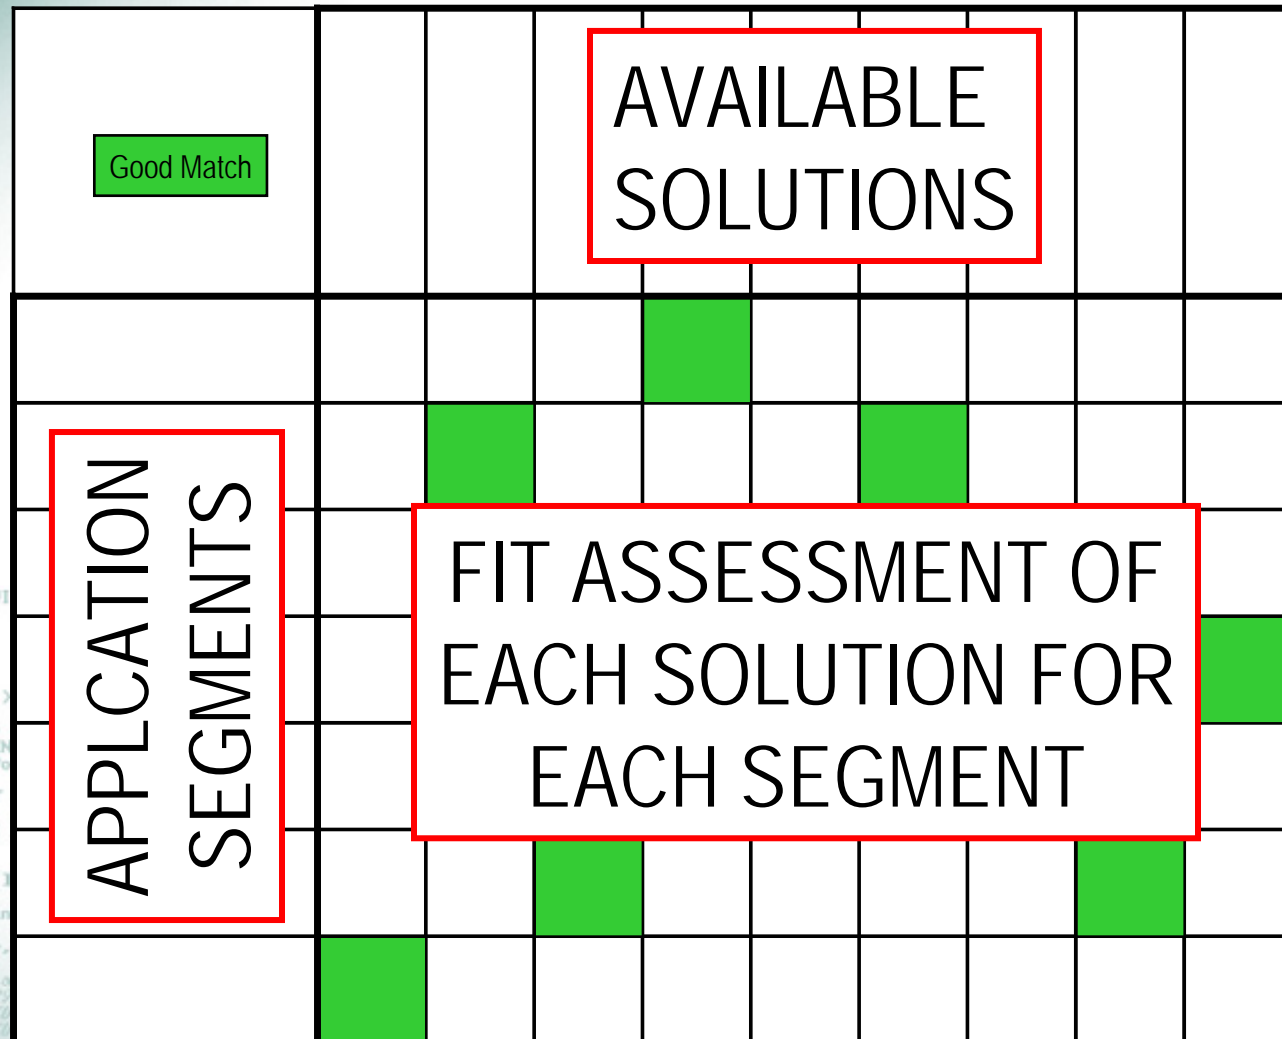 AVAILABLE
SOLUTIONS
Good Match
APPLCATION
SEGMENTS
FIT ASSESSMENT OF
EACH SOLUTION FOR
EACH SEGMENT